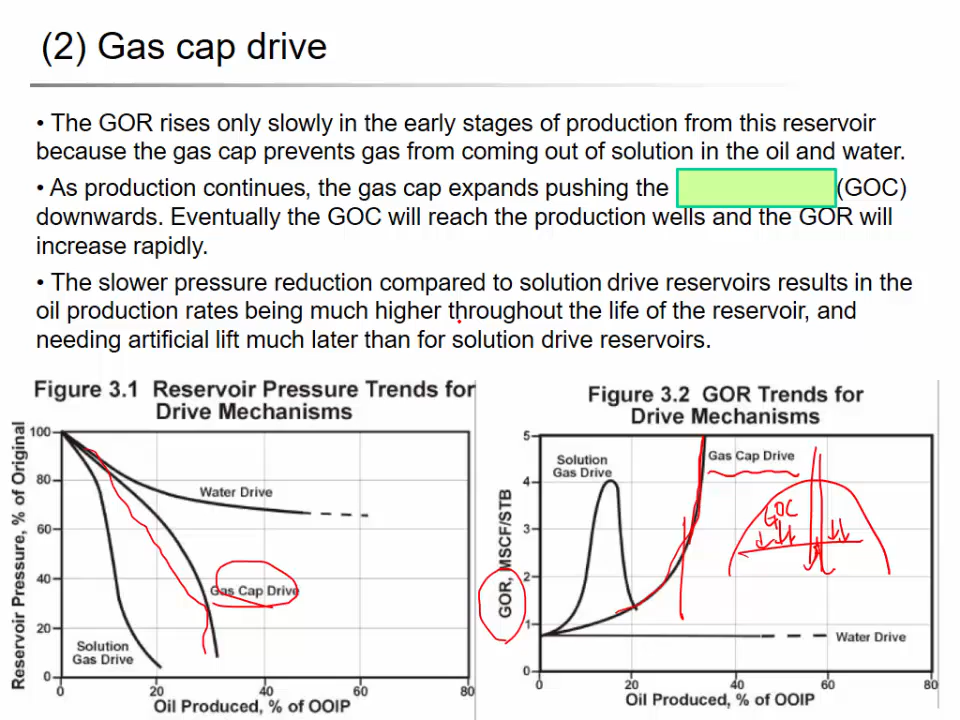 (2) Gas cap drive
• The GOR rises only slowly in the early stages of production from this reservoir
because the gas cap prevents gas from coming out of solution in the oil and water.
• As production continues, the gas cap expands pushing the (GOC)
downwards. Eventually the GOC will reach the production wells and the GOR will
increase rapidly.
• The slower pressure reduction compared to solution drive reservoirs results in the
oil production rates being much higher throughout the life of the reservoir, and
needing artificial lift much later than for solution drive reservoirs.
Figure 3.1 Reservoir Pressure Trends for
Drive Mechanisms
Reservoir Pressure, % of Original
100
80
60
40
20
0
Water Drive
Gas Cap Drive
Solution
Gas Drive
0 20 40 60 80
Oil Produced, % of OOIP
Figure 3.2 GOR Trends for
Drive Mechanisms
GOR, MSCF/STB
5
4
3
2
1
0
Solution
Gas Drive
Gas Cap Drive
GOC
Water Drive
0 20 40 60 80
Oil Produced, % of OOIP